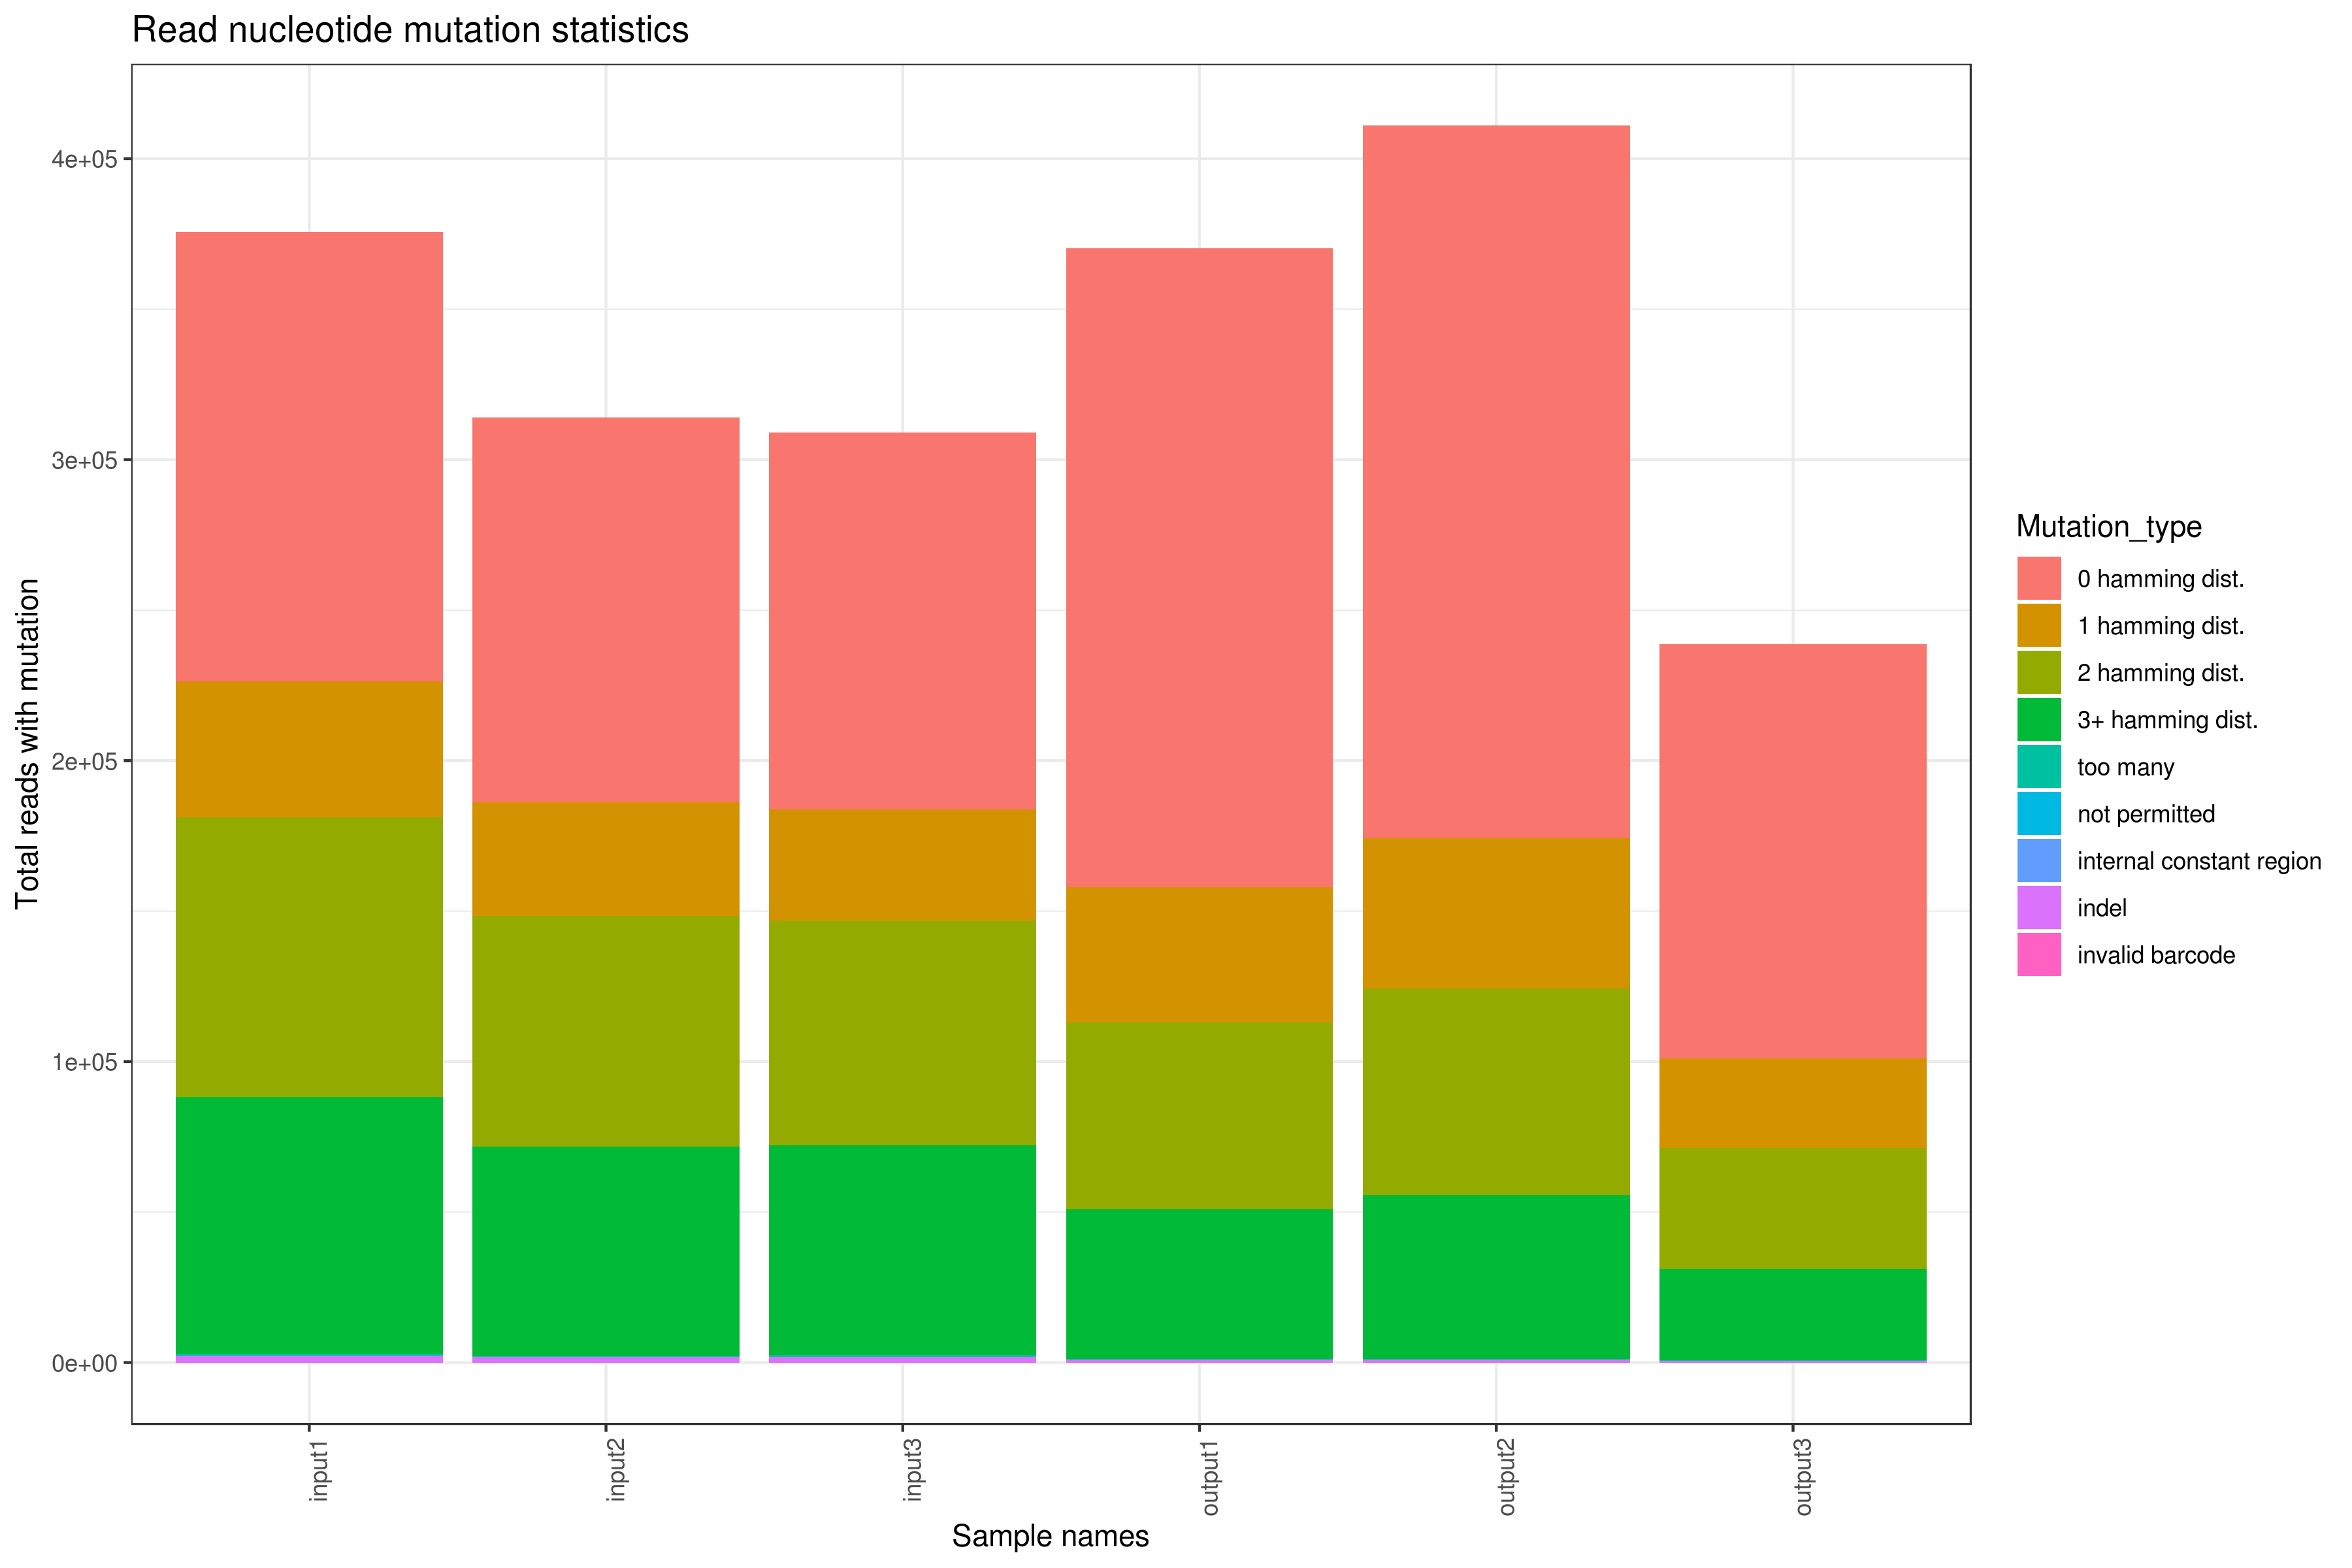 Read nucleotide mutation statistics
Total reads with mutation
4e+05
3e+05
2e+05
1e+05
0e+00
input1
input2
input3
output1
output2
output3
Sample names
Mutation_type
0 hamming dist.
1 hamming dist.
2 hamming dist.
3+ hamming dist.
too many
not permitted
internal constant region
indel
invalid barcode